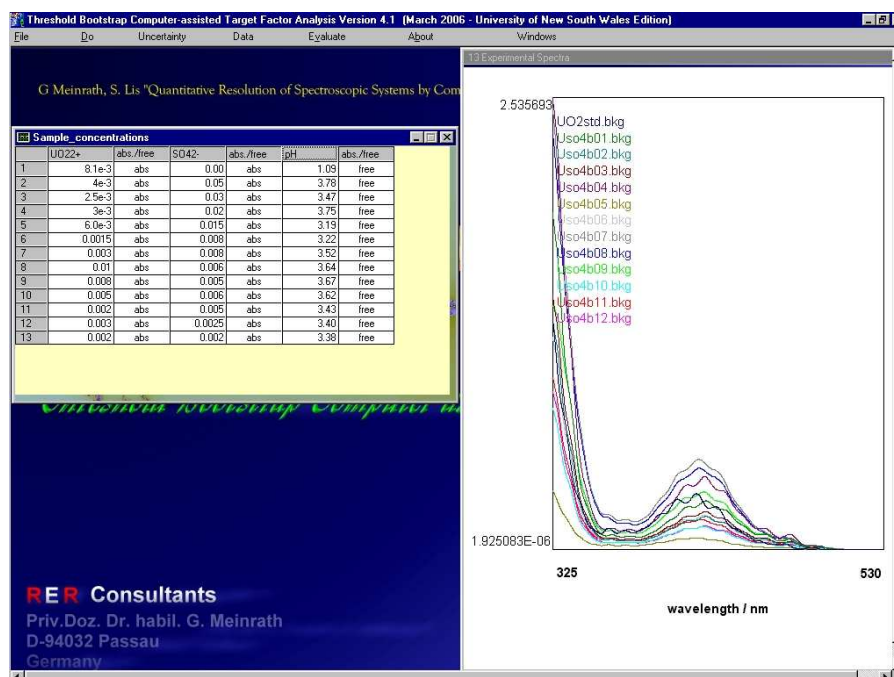 Threshold Bootstrap Computer-assisted Target Factor Analysis Version 4.1 (March 2006 - University of New South Wales Edition)
File Do Uncertainty Data Evaluate About Windows
G Meinrath, S. Lis "Quantitative Resolution of Spectroscopic Systems by Com
Sample_concentrations
UO22+ abs./free SO42- abs./free pH abs./free
1 8.1e-3 abs 0.00 abs 1.09 free
2 4e-3 abs 0.05 abs 3.78 free
3 2.5e-3 abs 0.03 abs 3.47 free
4 3e-3 abs 0.02 abs 3.75 free
5 6.0e-3 abs 0.015 abs 3.19 free
6 0.0015 abs 0.008 abs 3.22 free
7 0.003 abs 0.008 abs 3.52 free
8 0.01 abs 0.006 abs 3.64 free
9 0.008 abs 0.005 abs 3.67 free
10 0.005 abs 0.006 abs 3.62 free
11 0.002 abs 0.005 abs 3.43 free
12 0.003 abs 0.0025 abs 3.40 free
13 0.002 abs 0.002 abs 3.38 free
Threshold Bootstrap Computer as
RER Consultants
Priv.Doz. Dr. habil. G. Meinrath
D-94032 Passau
Germany
13 Experimental Spectra
2.535693
UO2std.bkg
Uso4b01.bkg
Uso4b02.bkg
Uso4b03.bkg
Uso4b04.bkg
Uso4b05.bkg
Uso4b06.bkg
Uso4b07.bkg
Uso4b08.bkg
Uso4b09.bkg
Uso4b10.bkg
Uso4b11.bkg
Uso4b12.bkg
1.925083E-06
325 530
wavelength / nm